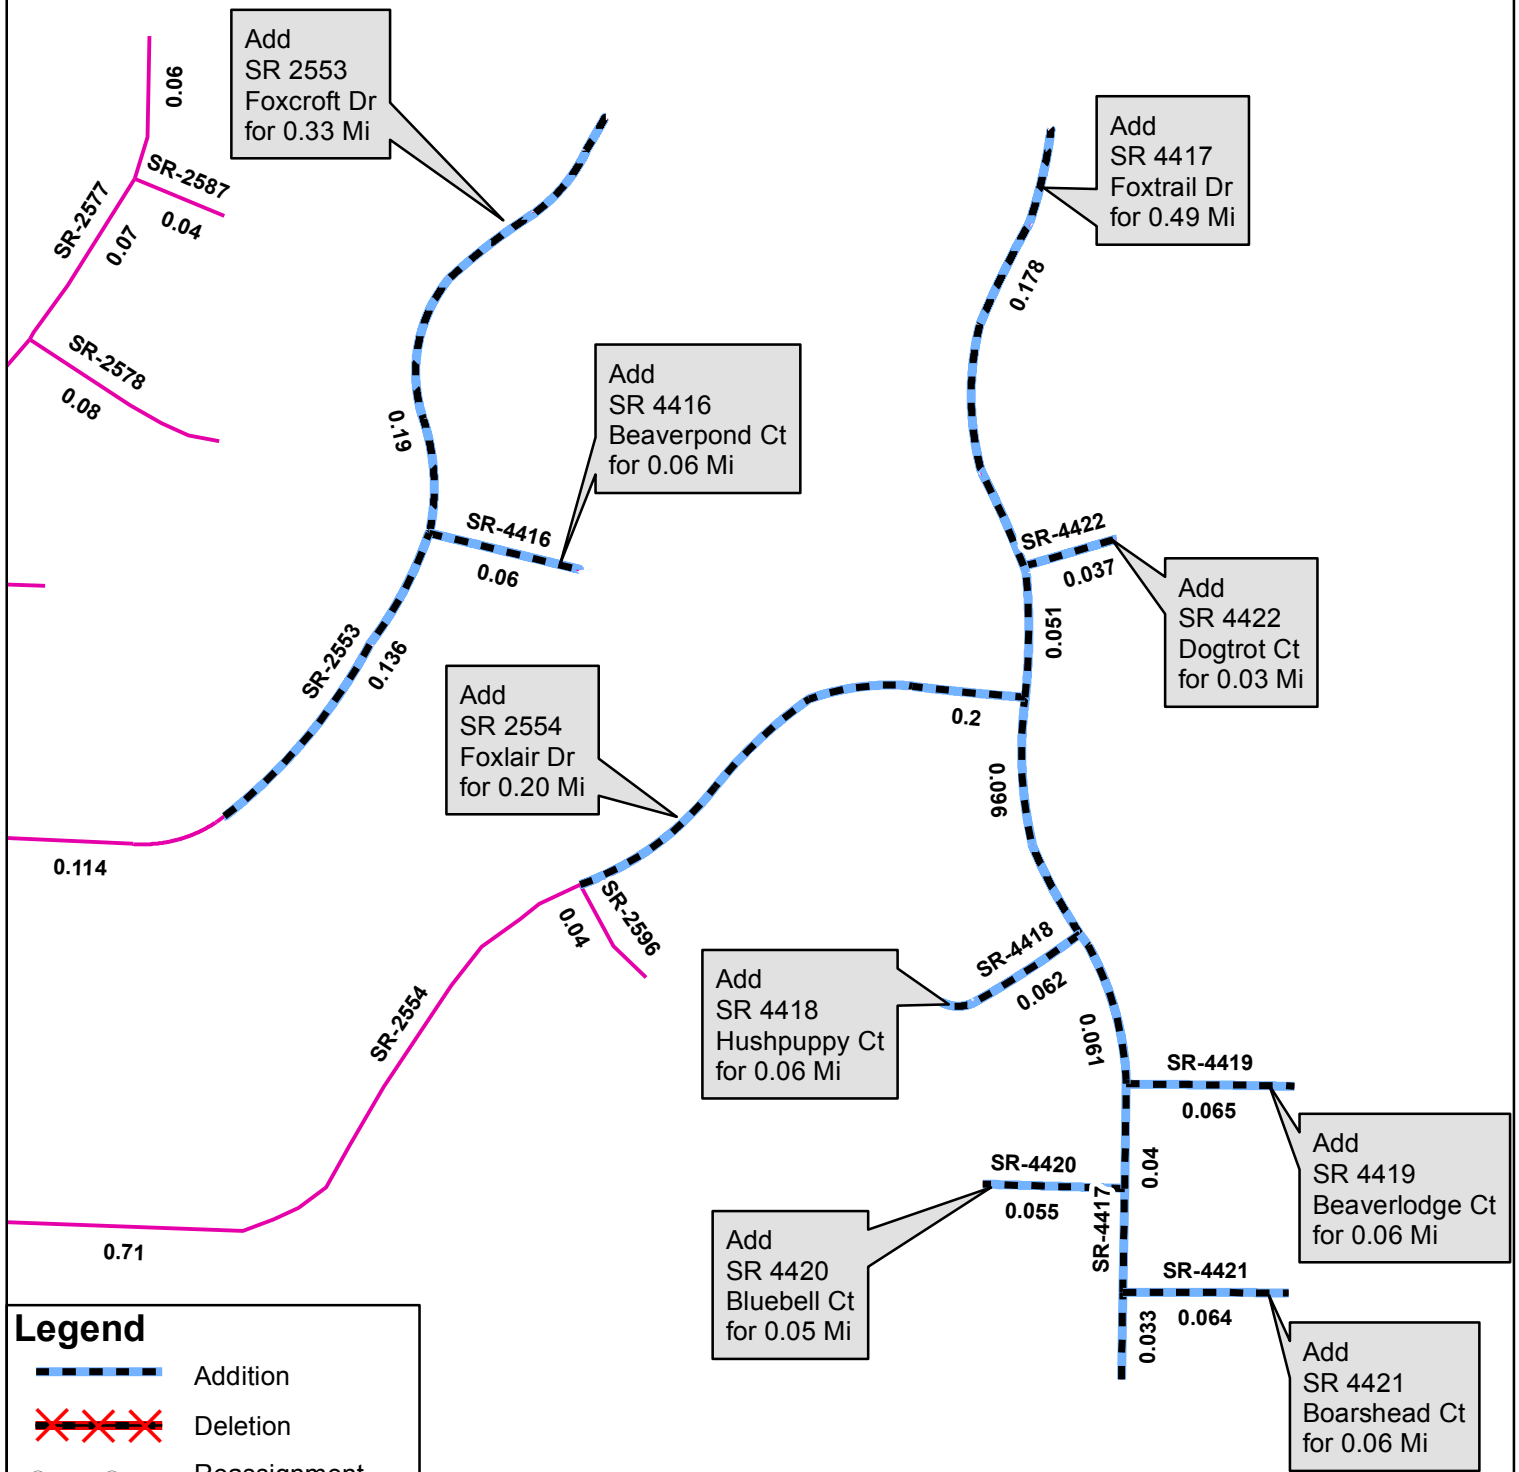 Add
SR 2553
Foxcroft Dr
for 0.33 Mi
0.06
SR-2587
0.04
SR-2577
0.07
SR-2578
0.08
Add
SR 4417
Foxtrail Dr
for 0.49 Mi
0.178
0.19
Add
SR 4416
Beaverpond Ct
for 0.06 Mi
SR-4416
0.06
SR-4422
0.037
Add
SR 4422
Dogtrot Ct
for 0.03 Mi
0.051
SR-2553
0.136
Add
SR 2554
Foxlair Dr
for 0.20 Mi
0.2
0.096
0.114
SR-2596
0.04
SR-2554
SR-4418
0.062
Add
SR 4418
Hushpuppy Ct
for 0.06 Mi
0.061
SR-4419
0.065
Add
SR 4419
Beaverlodge Ct
for 0.06 Mi
0.04
SR-4420
0.055
SR-4417
Add
SR 4420
Bluebell Ct
for 0.05 Mi
0.71
SR-4421
0.064
0.033
Add
SR 4421
Boarshead Ct
for 0.06 Mi
Legend
Addition
Deletion
Reassignment